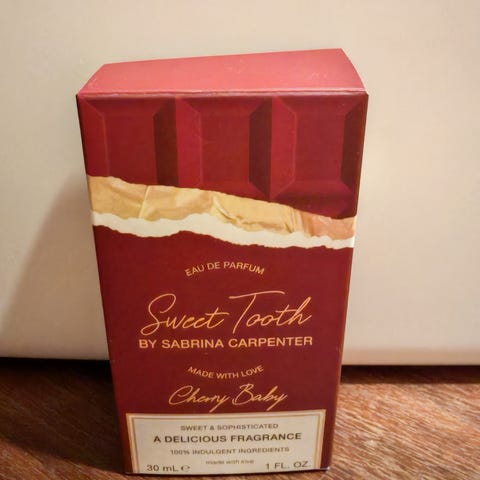 EAU DE PARFUM
Sweet Tooth
BY SABRINA CARPENTER
MADE WITH LOVE
Cherry Baby
SWEET & SOPHISTICATED
A DELICIOUS FRAGRANCE
100% INDULGENT INGREDIENTS
made with love
30 mL ℮ 1 FL. OZ.